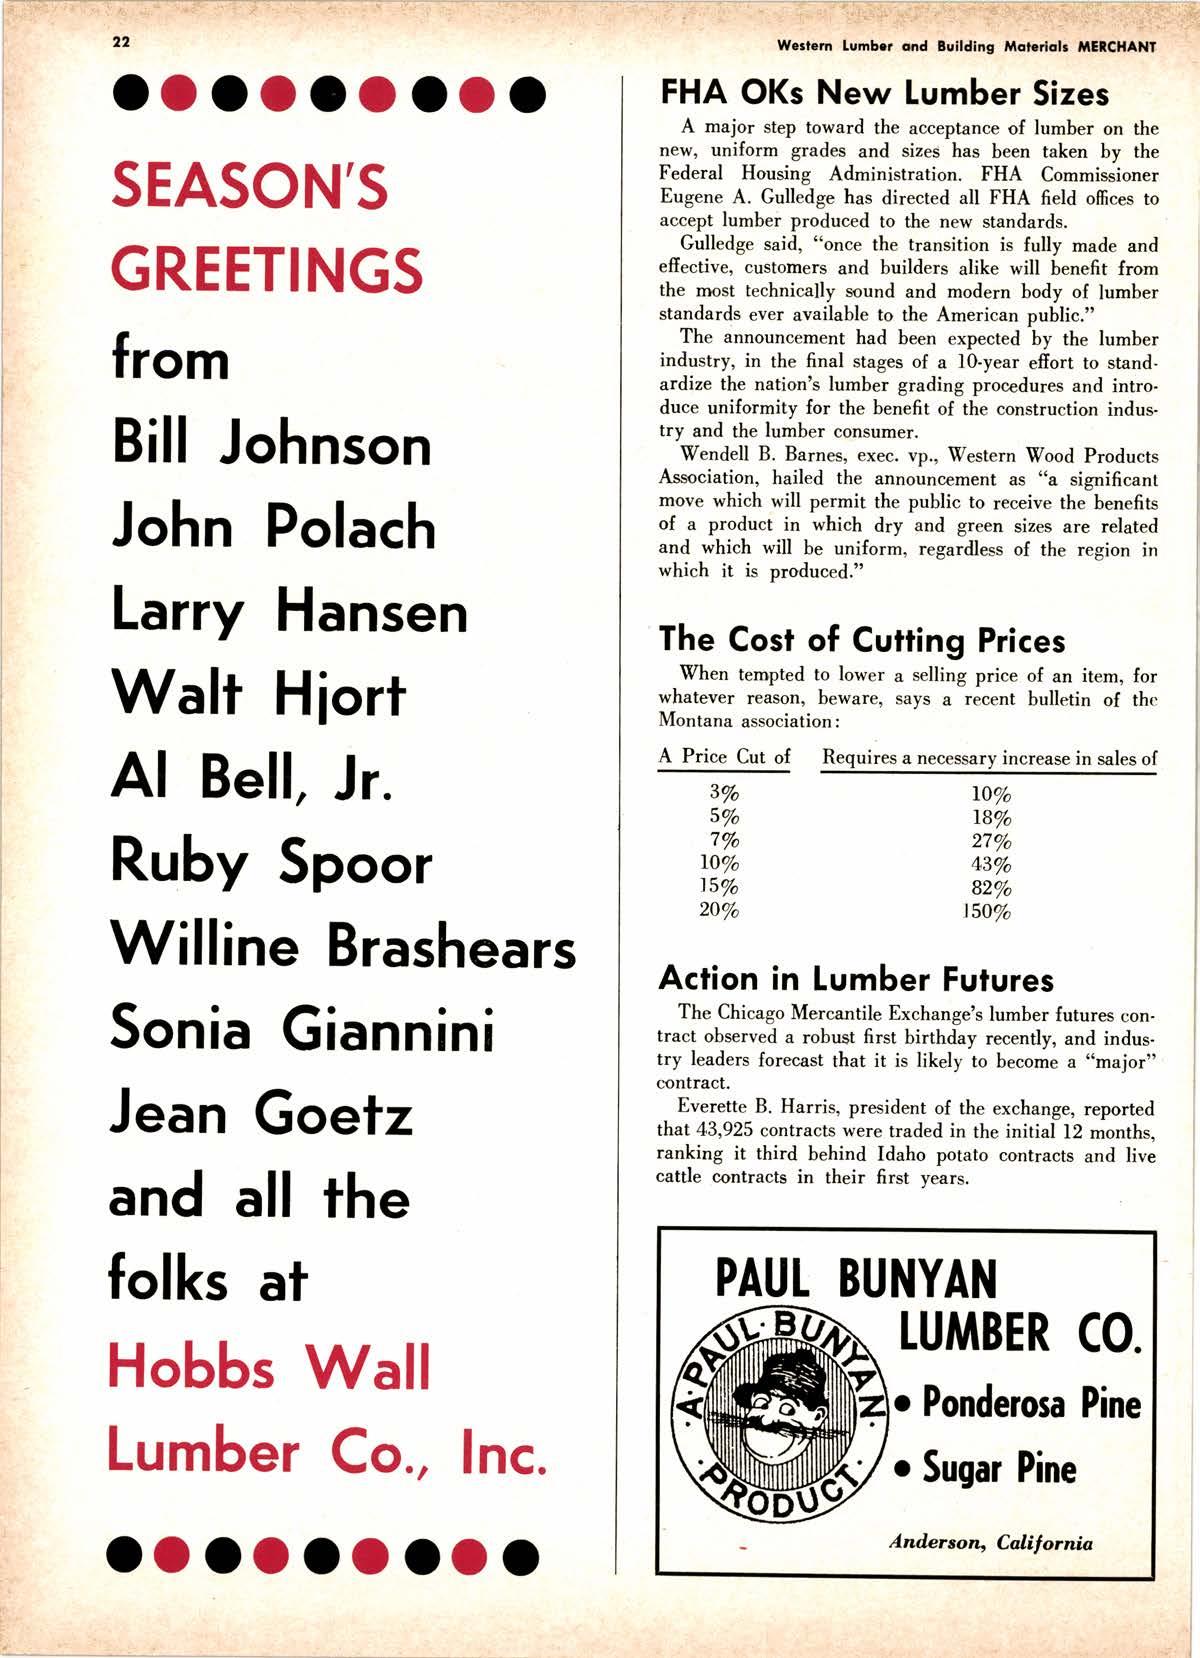 22
Western Lumber and Building Materials MERCHANT
SEASON'S
GREETINGS
from
Bill Johnson
John Polach
Larry Hansen
Walt Hjort
Al Bell, Jr.
Ruby Spoor
Willine Brashears
Sonia Giannini
Jean Goetz
and all the
folks at
Hobbs Wall
Lumber Co., Inc.
FHA OKs New Lumber Sizes
A major step toward the acceptance of lumber on the
new, uniform grades and sizes has been taken by the
Federal Housing Administration. FHA Commissioner
Eugene A. Gulledge has directed all FHA field offices to
accept lumber produced to the new standards.
Gulledge said, “once the transition is fully made and
effective, customers and builders alike will benefit from
the most technically sound and modern body of lumber
standards ever available to the American public.”
The announcement had been expected by the lumber
industry, in the final stages of a 10-year effort to stand-
ardize the nation's lumber grading procedures and intro-
duce uniformity for the benefit of the construction indus-
try and the lumber consumer.
Wendell B. Barnes, exec. vp., Western Wood Products
Association, hailed the announcement as “a significant
move which will permit the public to receive the benefits
of a product in which dry and green sizes are related
and which will be uniform, regardless of the region in
which it is produced.”
The Cost of Cutting Prices
When tempted to lower a selling price of an item, for
whatever reason, beware, says a recent bulletin of the
Montana association:
A Price Cut of Requires a necessary increase in sales of
3% 10%
5% 18%
7% 27%
10% 43%
15% 82%
20% 150%
Action in Lumber Futures
The Chicago Mercantile Exchange's lumber futures con-
tract observed a robust first birthday recently, and indus-
try leaders forecast that it is likely to become a “major”
contract.
Everette B. Harris, president of the exchange, reported
that 43,925 contracts were traded in the initial 12 months,
ranking it third behind Idaho potato contracts and live
cattle contracts in their first years.
PAUL BUNYAN
LUMBER CO.
· A · PAUL · BUNYAN ·
· PRODUCT ·
• Ponderosa Pine
• Sugar Pine
Anderson, California